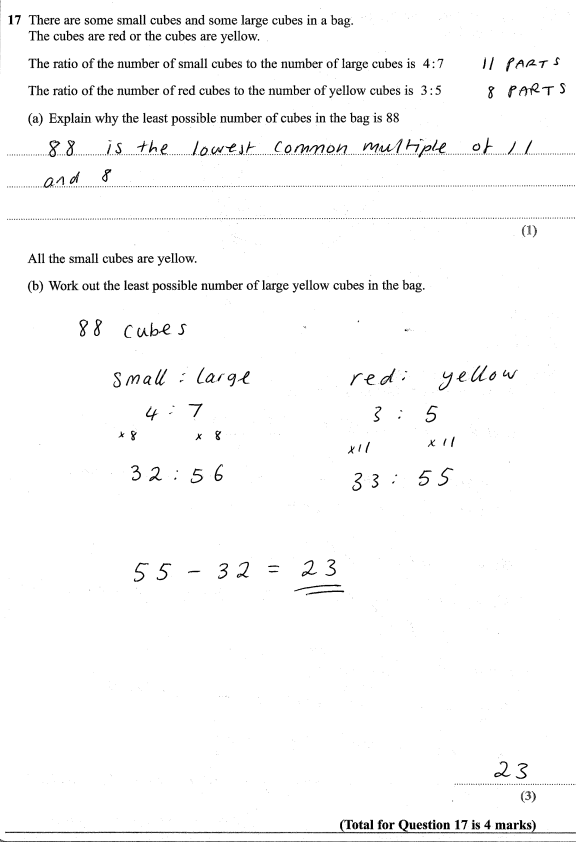 17 There are some small cubes and some large cubes in a bag.
The cubes are red or the cubes are yellow.
The ratio of the number of small cubes to the number of large cubes is 4:7 11 PARTS
The ratio of the number of red cubes to the number of yellow cubes is 3:5 8 PARTS
(a) Explain why the least possible number of cubes in the bag is 88
88 is the lowest common multiple of 11
and 8
(1)
All the small cubes are yellow.
(b) Work out the least possible number of large yellow cubes in the bag.
88 cubes
small : large red : yellow
4 : 7 3 : 5
×8 ×8 ×11 ×11
32 : 56 33 : 55
55 - 32 = 23
23
(3)
(Total for Question 17 is 4 marks)